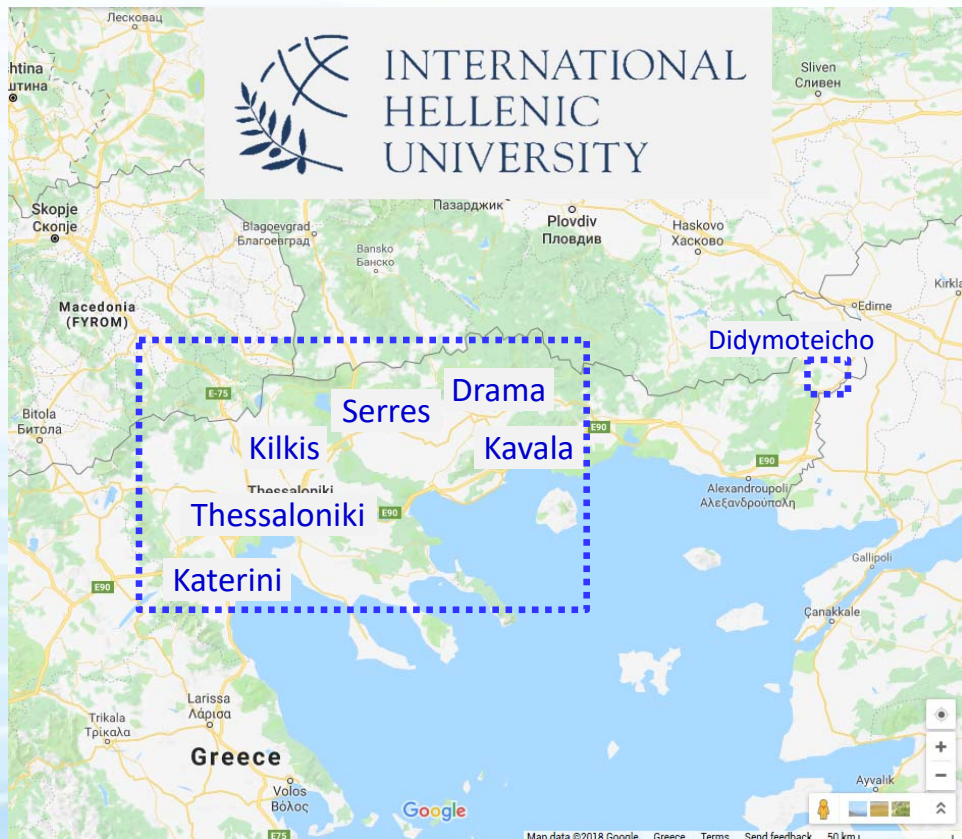 Лесковац
INTERNATIONAL
HELLENIC
UNIVERSITY
Sliven
Сливен
htina
штина
Skopje
Скопје
Blagoevgrad
Благоевград
Пазарджик
Plovdiv
Пловдив
Haskovo
Хасково
Bansko
Банско
Kirkla
Macedonia
(FYROM)
Edirne
Didymoteicho
E-75
Drama
Serres
Bitola
Битола
Kilkis
Kavala
E90
E90
Thessaloniki
Thessaloniki
E90
Alexandroupoli
Αλεξανδρούπολη
Gallipoli
Katerini
E90
Çanakkale
Larissa
Λάρισα
Trikala
Τρίκαλα
Greece
Volos
Βόλος
Ayvalık
Google
E75
Map data ©2018 Google Greece Terms Send feedback 50 km